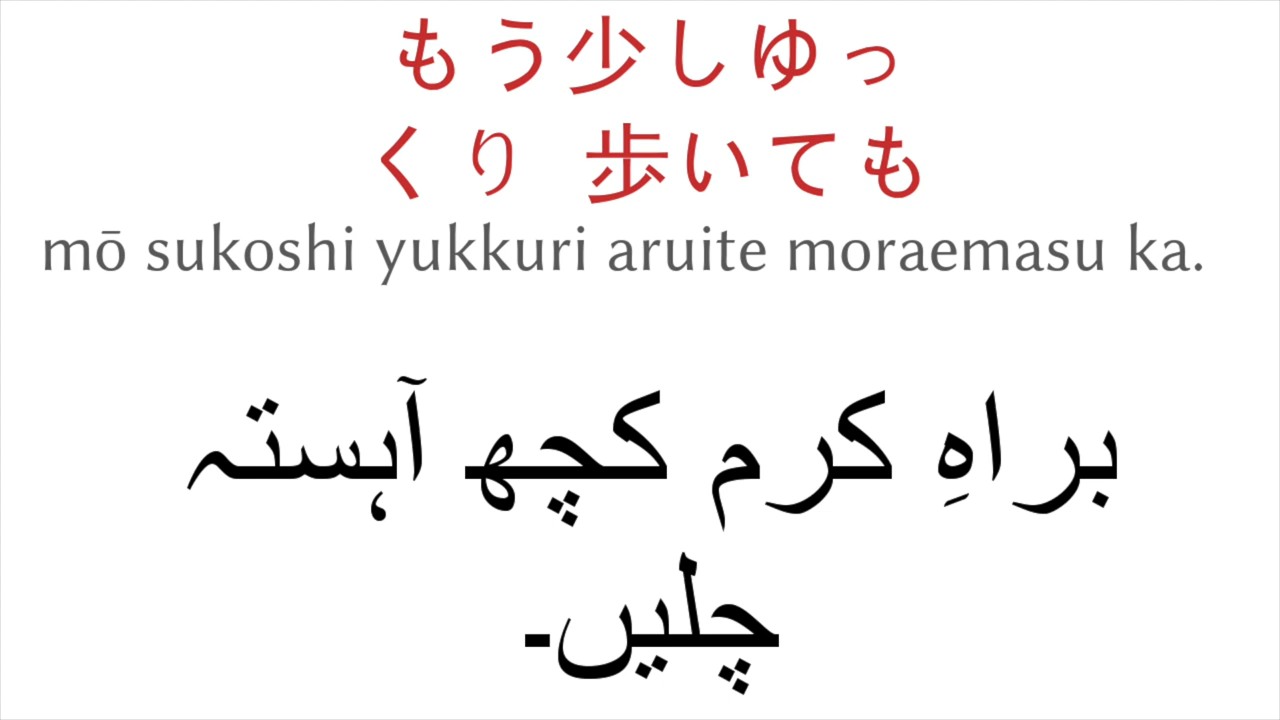 もう少しゆっ
くり 歩いても
mō sukoshi yukkuri aruite moraemasu ka.
براہِ کرم کچھ آہستہ
چلیں۔